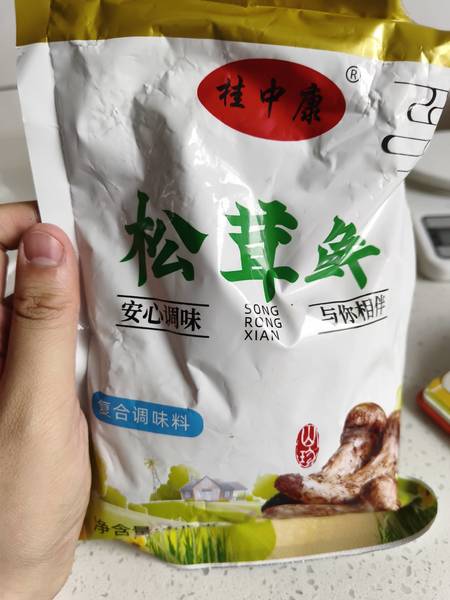 桂中康
®
松茸鲜
安心调味
SONG
RONG
XIAN
与你相伴
复合调味料
山珍
净含量